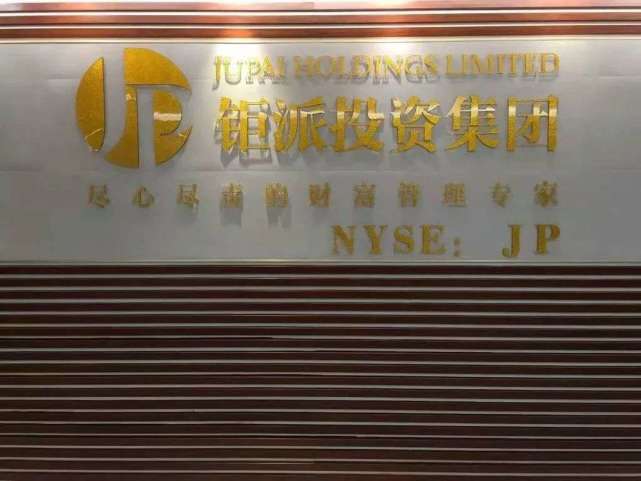 JP
JUPAI HOLDINGS LIMITED
钜派投资集团
尽心尽责的财富管理专家
NYSE: JP